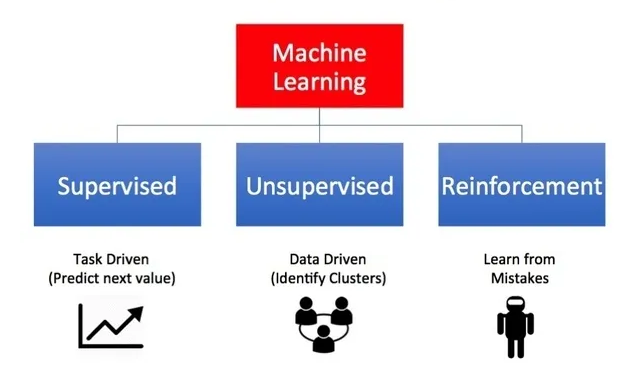 Machine
Learning
Supervised
Unsupervised
Reinforcement
Task Driven
(Predict next value)
Data Driven
(Identify Clusters)
Learn from
Mistakes